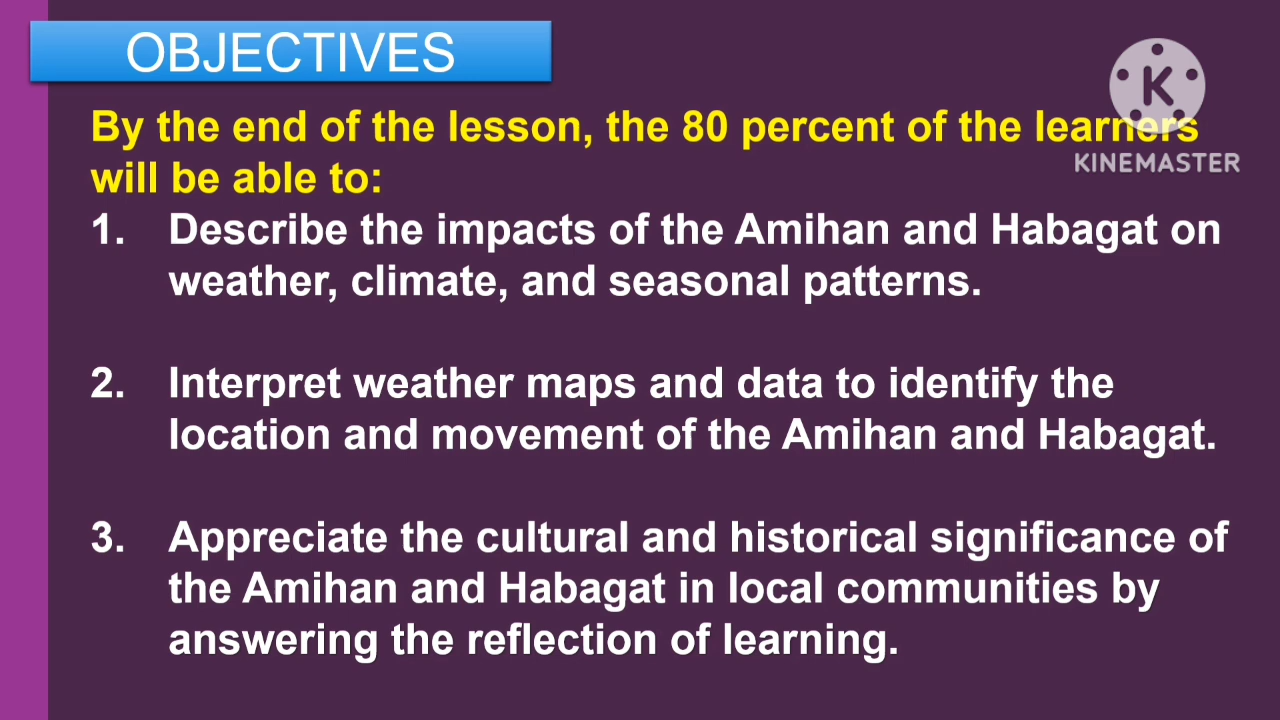 OBJECTIVES
K
By the end of the lesson, the 80 percent of the learners
KINEMASTER
will be able to:
1. Describe the impacts of the Amihan and Habagat on
weather, climate, and seasonal patterns.
2. Interpret weather maps and data to identify the
location and movement of the Amihan and Habagat.
3. Appreciate the cultural and historical significance of
the Amihan and Habagat in local communities by
answering the reflection of learning.